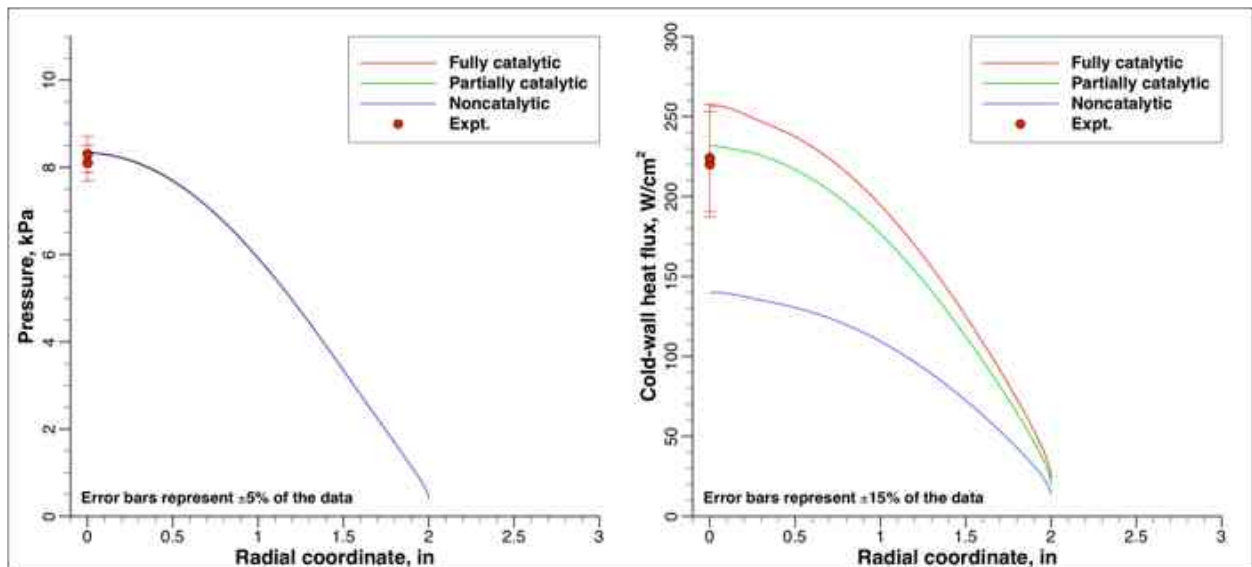 Fully catalytic
Partially catalytic
Noncatalytic
Expt.
Pressure, kPa
10
8
6
4
2
0
Error bars represent ±5% of the data
0
0.5
1
1.5
2
2.5
3
Radial coordinate, in
Fully catalytic
Partially catalytic
Noncatalytic
Expt.
Cold-wall heat flux, W/cm²
300
250
200
150
100
50
0
Error bars represent ±15% of the data
0
0.5
1
1.5
2
2.5
3
Radial coordinate, in